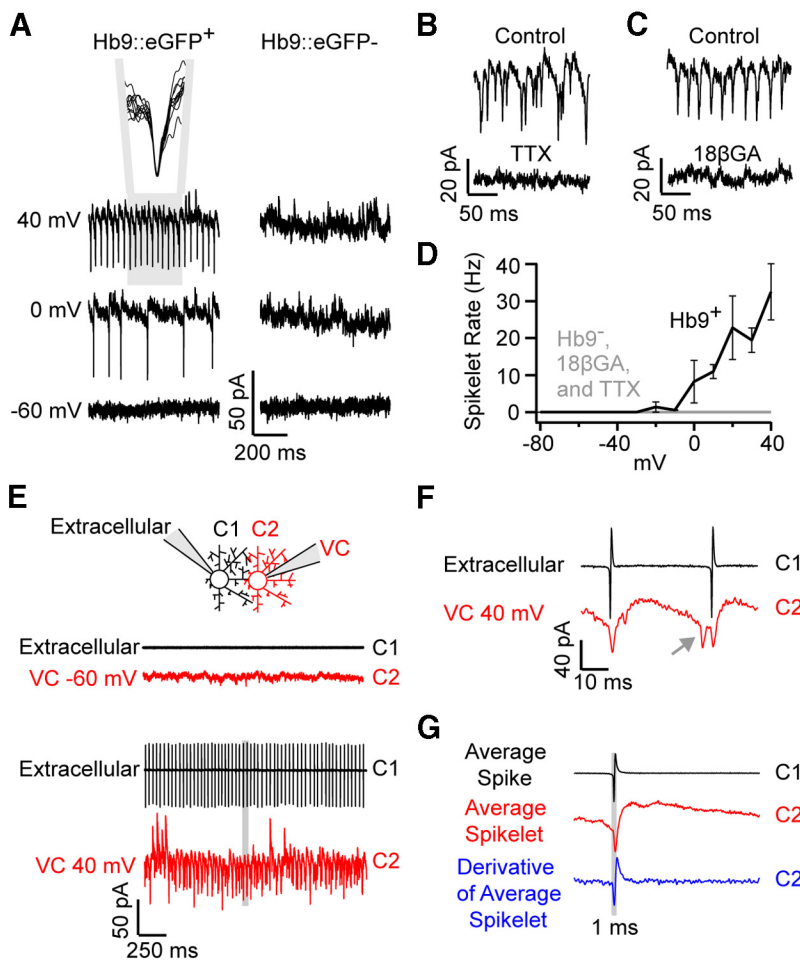 A
Hb9::eGFP+
Hb9::eGFP-
40 mV
0 mV
-60 mV
50 pA
200 ms
B
Control
TTX
20 pA
50 ms
C
Control
18βGA
20 pA
50 ms
D
Spikelet Rate (Hz)
40
30
20
10
0
Hb9-,
18βGA,
and TTX
Hb9+
-80
-40
0
40
mV
E
Extracellular
C1
C2
VC
Extracellular
C1
VC -60 mV
C2
Extracellular
C1
VC 40 mV
C2
50 pA
250 ms
F
Extracellular
C1
VC 40 mV
C2
40 pA
10 ms
G
Average
Spike
C1
Average
Spikelet
C2
Derivative
of Average
Spikelet
C2
1 ms